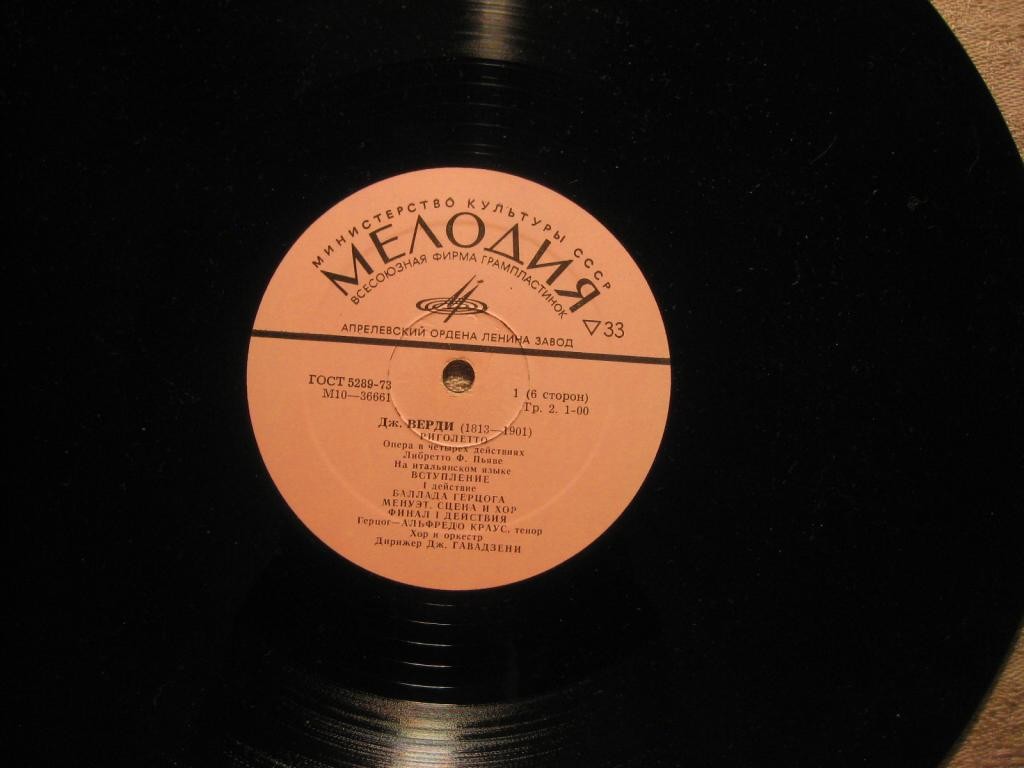 МИНИСТЕРСТВО КУЛЬТУРЫ СССР
МЕЛОДИЯ
ВСЕСОЮЗНАЯ ФИРМА ГРАМПЛАСТИНОК
▽33
АПРЕЛЕВСКИЙ ОРДЕНА ЛЕНИНА ЗАВОД
ГОСТ 5289-73
М10—36661
1 (6 сторон)
Гр. 2. 1-00
Дж. ВЕРДИ (1813—1901)
РИГОЛЕТТО
Опера в четырех действиях
Либретто Ф. Пьяве
На итальянском языке
ВСТУПЛЕНИЕ
I действие
БАЛЛАДА ГЕРЦОГА
МЕНУЭТ, СЦЕНА И ХОР
ФИНАЛ I ДЕЙСТВИЯ
Герцог—АЛЬФРЕДО КРАУС, тенор
Хор и оркестр
Дирижер Дж. ГАВАДЗЕНИ